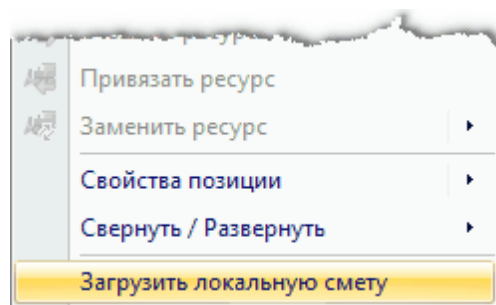 Привязать ресурс
Заменить ресурс
Свойства позиции
Свернуть / Развернуть
Загрузить локальную смету